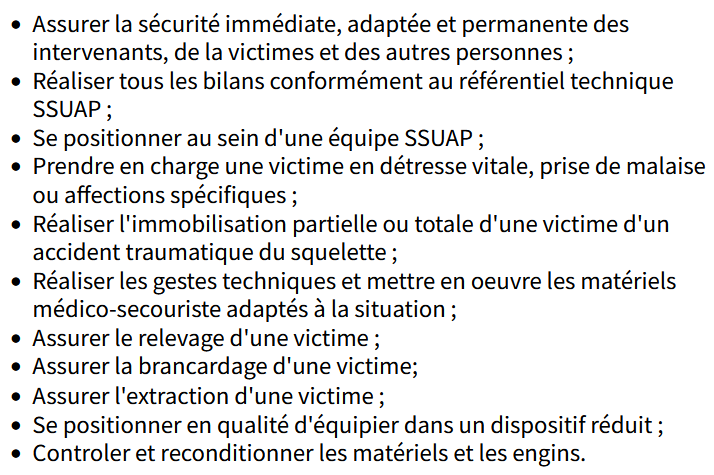 • Assurer la sécurité immédiate, adaptée et permanente des
intervenants, de la victimes et des autres personnes ;
• Réaliser tous les bilans conformément au référentiel technique
SSUAP ;
• Se positionner au sein d'une équipe SSUAP ;
• Prendre en charge une victime en détresse vitale, prise de malaise
ou affections spécifiques ;
• Réaliser l'immobilisation partielle ou totale d'une victime d'un
accident traumatique du squelette ;
• Réaliser les gestes techniques et mettre en oeuvre les matériels
médico-secouriste adaptés à la situation ;
• Assurer le relevage d'une victime ;
• Assurer la brancardage d'une victime;
• Assurer l'extraction d'une victime ;
• Se positionner en qualité d'équipier dans un dispositif réduit ;
• Controler et reconditionner les matériels et les engins.